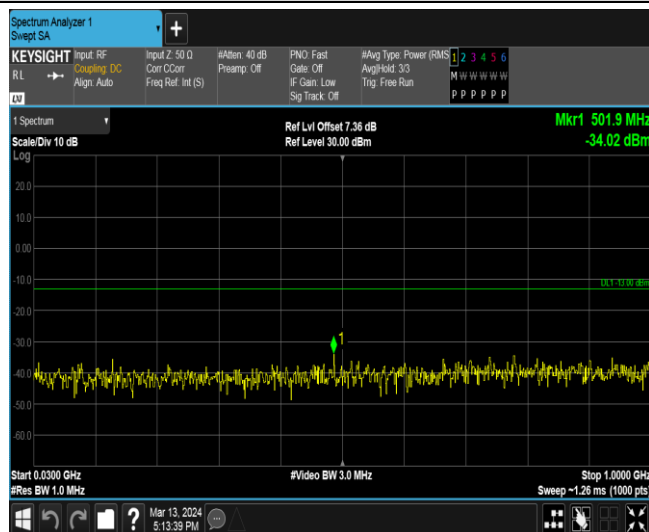 Spectrum Analyzer 1
Swept SA
+
KEYSIGHT
RL
LXI
Input: RF
Coupling: DC
Align: Auto
Input Z: 50 Ω
Corr CCorr
Freq Ref: Int (S)
#Atten: 40 dB
Preamp: Off
PNO: Fast
Gate: Off
IF Gain: Low
Sig Track: Off
#Avg Type: Power (RMS
Avg|Hold: 3/3
Trig: Free Run
1 2 3 4 5 6
M W W W W W
P P P P P P
1 Spectrum
Scale/Div 10 dB
Log
Ref Lvl Offset 7.36 dB
Ref Level 30.00 dBm
Mkr1 501.9 MHz
-34.02 dBm
20.0
10.0
0.00
-10.0
DL1 -13.00 dBm
-20.0
-30.0
1
-40.0
-50.0
-60.0
Start 0.0300 GHz
#Res BW 1.0 MHz
#Video BW 3.0 MHz
Stop 1.0000 GHz
Sweep ~1.26 ms (1000 pts)
?
Mar 13, 2024
5:13:39 PM